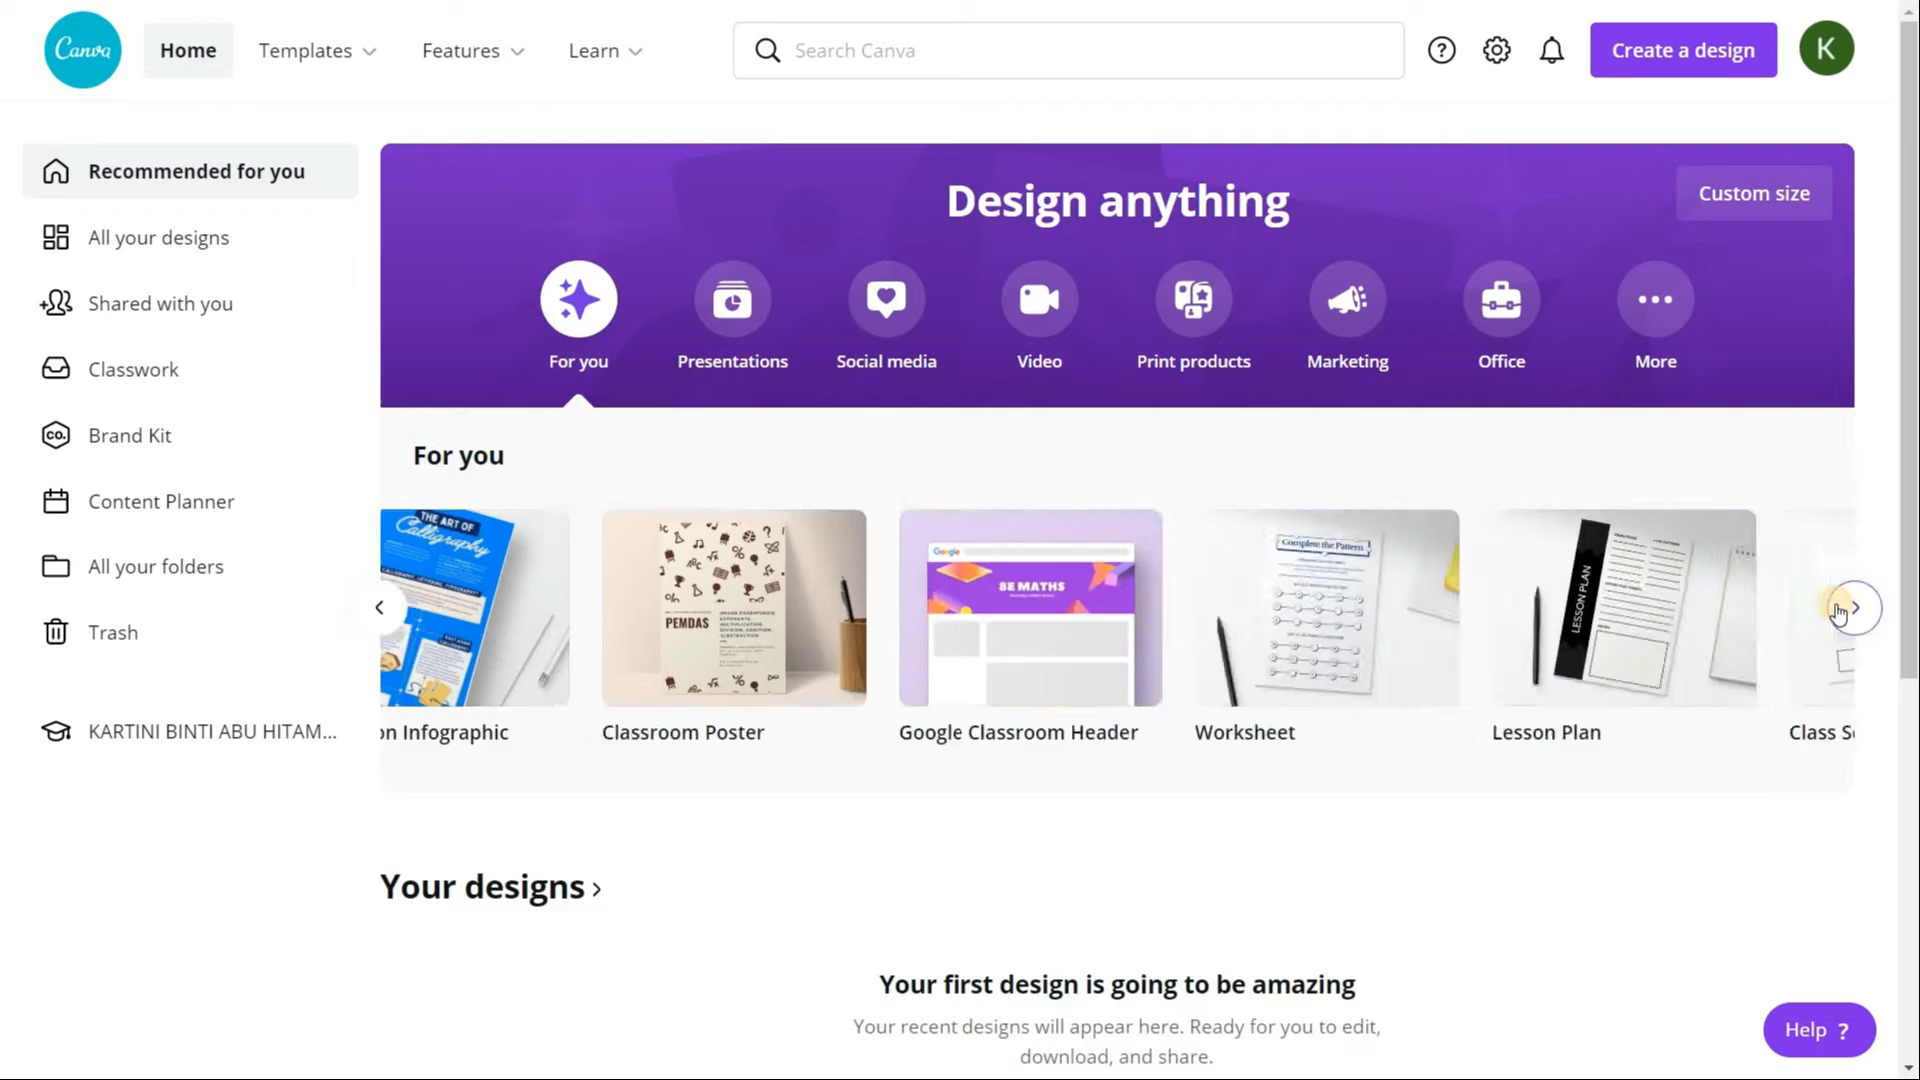 Canva
Home
Templates
Features
Learn
Search Canva
Create a design
K
Recommended for you
All your designs
Shared with you
Classwork
Brand Kit
Content Planner
All your folders
Trash
KARTINI BINTI ABU HITAM...
Design anything
Custom size
For you
Presentations
Social media
Video
Print products
Marketing
Office
More
For you
THE ART OF
Calligraphy
PEMDAS
Google
8E MATHS
Complete the Pattern
LESSON PLAN
on Infographic
Classroom Poster
Google Classroom Header
Worksheet
Lesson Plan
Class S
Your designs
Your first design is going to be amazing
Your recent designs will appear here. Ready for you to edit,
download, and share.
Help ?